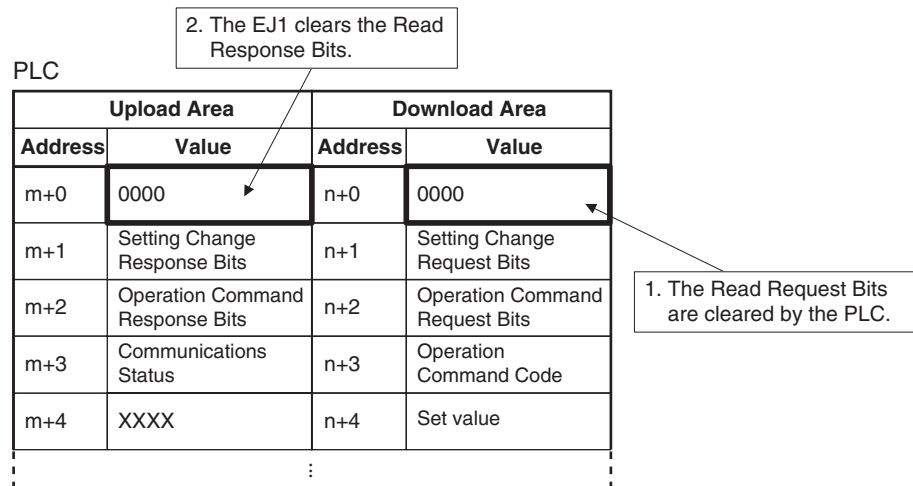 2. The EJ1 clears the Read
Response Bits.
PLC
Upload Area Download Area
Address Value Address Value
m+0 0000 n+0 0000
m+1 Setting Change
Response Bits n+1 Setting Change
Request Bits
m+2 Operation Command
Response Bits n+2 Operation Command
Request Bits
m+3 Communications
Status n+3 Operation
Command Code
m+4 XXXX n+4 Set value
1. The Read Request Bits
are cleared by the PLC.